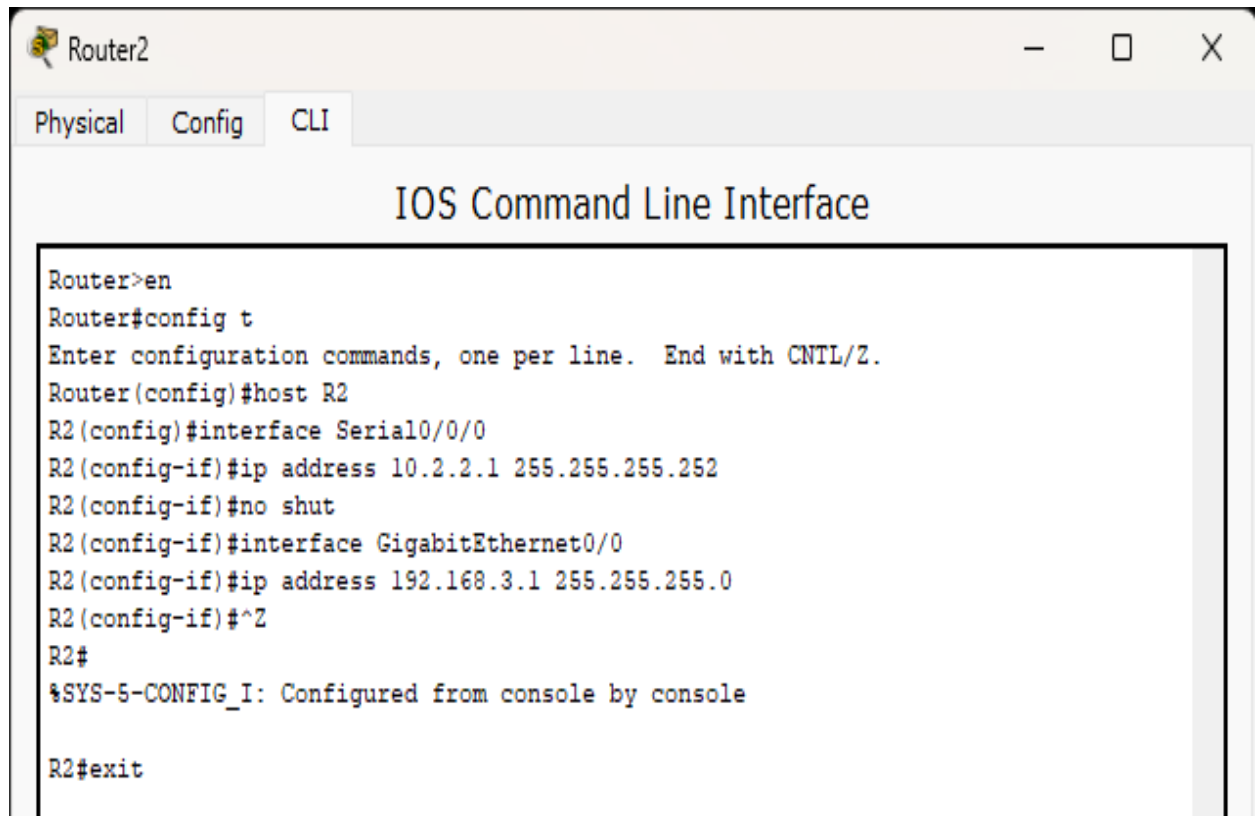 Router2
Physical Config CLI
IOS Command Line Interface
Router>en
Router#config t
Enter configuration commands, one per line.  End with CNTL/Z.
Router(config)#host R2
R2(config)#interface Serial0/0/0
R2(config-if)#ip address 10.2.2.1 255.255.255.252
R2(config-if)#no shut
R2(config-if)#interface GigabitEthernet0/0
R2(config-if)#ip address 192.168.3.1 255.255.255.0
R2(config-if)#^Z
R2#
%SYS-5-CONFIG_I: Configured from console by console
R2#exit